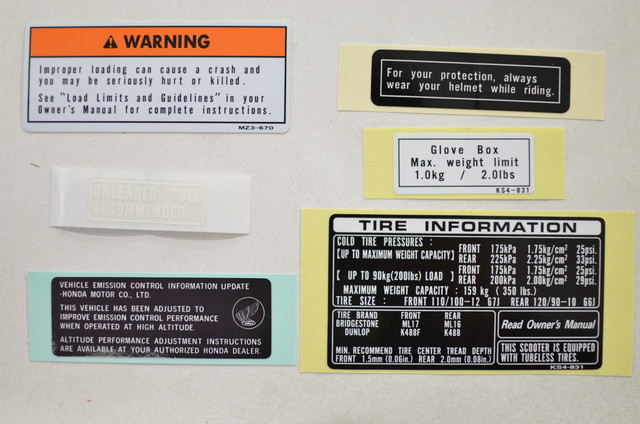 WARNING
Improper loading can cause a crash and
you may be seriously hurt or killed.
See "Load Limits and Guidelines" in your
Owner's Manual for complete instructions.
MZ3-670
For your protection, always
wear your helmet while riding.
Glove Box
Max. weight limit
1.0kg / 2.0lbs
KS4-831
UNLEADED FUEL
RECOMMENDED
VEHICLE EMISSION CONTROL INFORMATION UPDATE
-HONDA MOTOR CO., LTD.
THIS VEHICLE HAS BEEN ADJUSTED TO
IMPROVE EMISSION CONTROL PERFORMANCE
WHEN OPERATED AT HIGH ALTITUDE.
ALTITUDE PERFORMANCE ADJUSTMENT INSTRUCTIONS
ARE AVAILABLE AT YOUR AUTHORIZED HONDA DEALER.
TIRE INFORMATION
COLD TIRE PRESSURES :
[UP TO MAXIMUM WEIGHT CAPACITY] FRONT 175kPa 1.75kg/cm² 25psi.
REAR 225kPa 2.25kg/cm² 33psi.
[ UP TO 90kg(200lbs) LOAD ] FRONT 175kPa 1.75kg/cm² 25psi.
REAR 200kPa 2.00kg/cm² 29psi.
MAXIMUM WEIGHT CAPACITY : 159 kg ( 350 lbs.)
TIRE SIZE : FRONT 110/100-12 67J REAR 120/90-10 66J
TIRE BRAND FRONT REAR
BRIDGESTONE ML17 ML16
DUNLOP K488F K488
MIN. RECOMMEND TIRE CENTER TREAD DEPTH
FRONT 1.5mm (0.06in.) REAR 2.0mm (0.08in.)
Read Owner's Manual
THIS SCOOTER IS EQUIPPED
WITH TUBELESS TIRES.
KS4-831